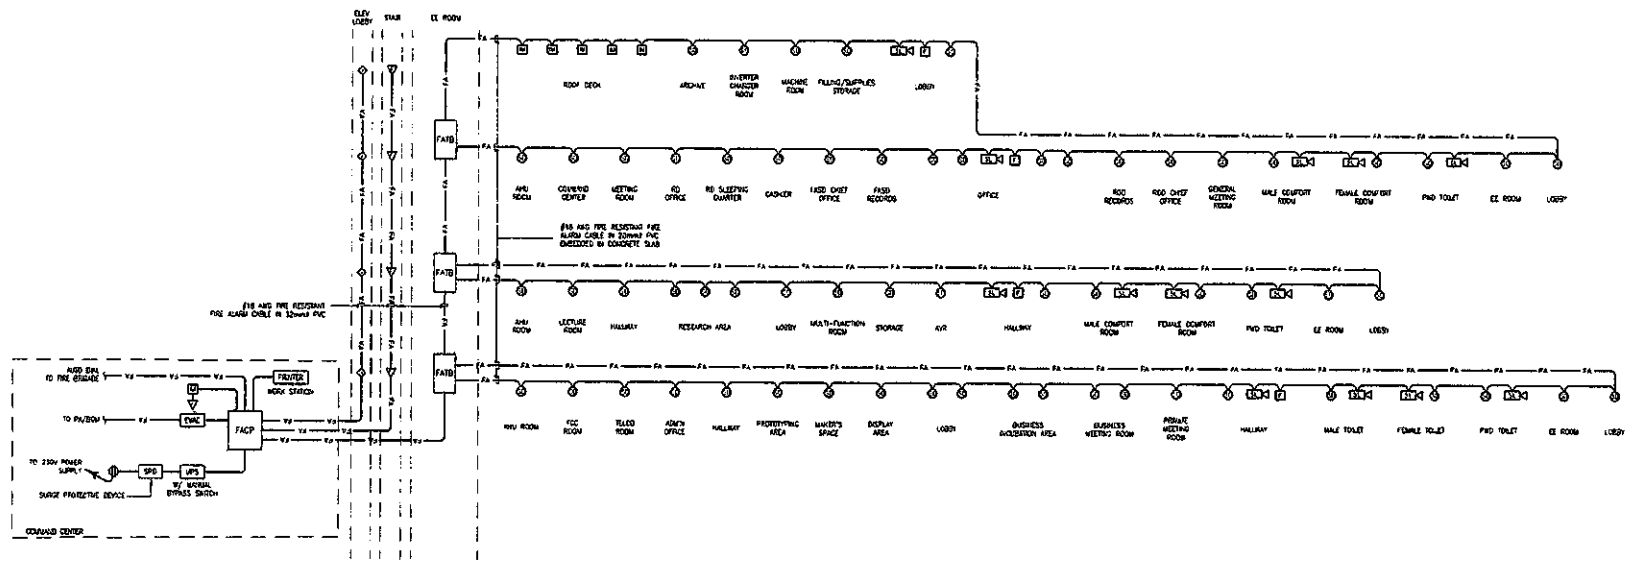 ELEV
LOBBY
STAIR
EE ROOM
FA
ROOF DECK
ARCHIVE
INVERTER
CHARGER
ROOM
MACHINE
ROOM
FILLING/SUPPLIES
STORAGE
LOBBY
FATB
AHU
ROOM
COMMAND
CENTER
MEETING
ROOM
RD
OFFICE
RD SLEEPING
QUARTER
CASHIER
FASD CHIEF
OFFICE
FASD
RECORDS
OFFICE
ROD
RECORDS
ROD CHIEF
OFFICE
GENERAL
MEETING
ROOM
MALE COMFORT
ROOM
FEMALE COMFORT
ROOM
PWD TOILET
EE ROOM
LOBBY
#18 AWG FIRE RESISTANT FIRE
ALARM CABLE IN 20mmø PVC
EMBEDDED IN CONCRETE SLAB
FATB
#18 AWG FIRE RESISTANT
FIRE ALARM CABLE IN 32mmø PVC
AHU
ROOM
LECTURE
ROOM
HALLWAY
RESEARCH AREA
LOBBY
MULTI-FUNCTION
ROOM
STORAGE
AVR
HALLWAY
MALE COMFORT
ROOM
FEMALE COMFORT
ROOM
PWD TOILET
EE ROOM
LOBBY
FATB
AHU ROOM
ROOM
TELCO
ROOM
ADMIN
OFFICE
HALLWAY
PROTOTYPING
AREA
MAKER'S
SPACE
DISPLAY
AREA
LOBBY
BUSINESS
INCUBATION AREA
BUSINESS
MEETING ROOM
PRIVATE
MEETING
ROOM
HALLWAY
MALE TOILET
FEMALE TOILET
PWD TOILET
EE ROOM
LOBBY
AUTO DIAL
TO FIRE BRIGADE
PRINTER
WORK STATION
TO PA/BGM
EVAC
FACP
TO 230V POWER
SUPPLY
SPD
UPS
W/ MANUAL
BYPASS SWITCH
SURGE PROTECTIVE DEVICE
COMMAND CENTER